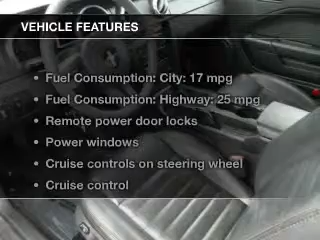 VEHICLE FEATURES
• Fuel Consumption: City: 17 mpg
• Fuel Consumption: Highway: 25 mpg
• Remote power door locks
• Power windows
• Cruise controls on steering wheel
• Cruise control